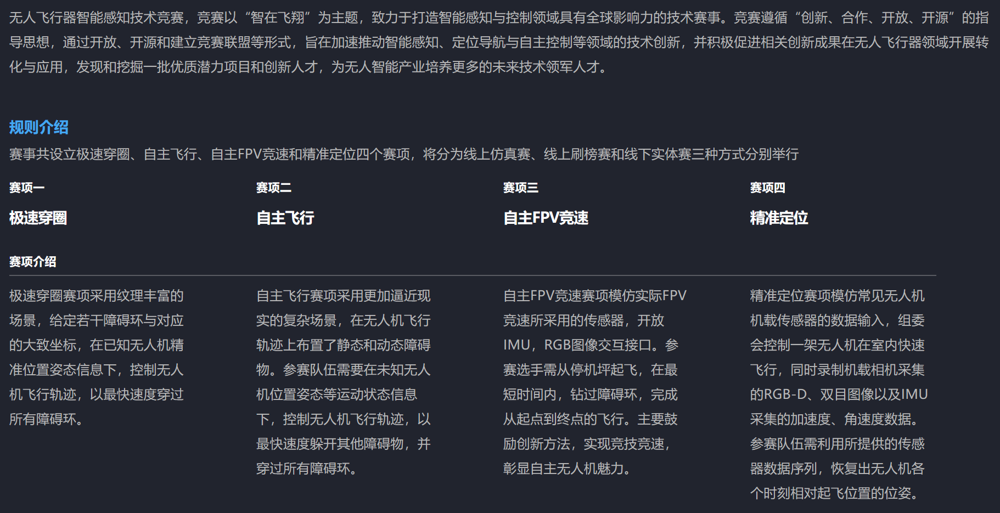 无人飞行器智能感知技术竞赛，竞赛以“智在飞翔”为主题，致力于打造智能感知与控制领域具有全球影响力的技术赛事。竞赛遵循“创新、合作、开放、开源”的指
导思想，通过开放、开源和建立竞赛联盟等形式，旨在加速推动智能感知、定位导航与自主控制等领域的技术创新，并积极促进相关创新成果在无人飞行器领域开展转
化与应用，发现和挖掘一批优质潜力项目和创新人才，为无人智能产业培养更多的未来技术领军人才。
规则介绍
赛事共设立极速穿圈、自主飞行、自主FPV竞速和精准定位四个赛项，将分为线上仿真赛、线上刷榜赛和线下实体赛三种方式分别举行
赛项一
极速穿圈
赛项二
自主飞行
赛项三
自主FPV竞速
赛项四
精准定位
赛项介绍
极速穿圈赛项采用纹理丰富的
场景，给定若干障碍环与对应
的大致坐标，在已知无人机精
准位置姿态信息下，控制无人
机飞行轨迹，以最快速度穿过
所有障碍环。
自主飞行赛项采用更加逼近现
实的复杂场景，在无人机飞行
轨迹上布置了静态和动态障碍
物。参赛队伍需要在未知无人
机位置姿态等运动状态信息
下，控制无人机飞行轨迹，以
最快速度躲开其他障碍物，并
穿过所有障碍环。
自主FPV竞速赛项模仿实际FPV
竞速所采用的传感器，开放
IMU，RGB图像交互接口。参
赛选手需从停机坪起飞，在最
短时间内，钻过障碍环，完成
从起点到终点的飞行。主要鼓
励创新方法，实现竞技竞速，
彰显自主无人机魅力。
精准定位赛项模仿常见无人机
机载传感器的数据输入，组委
会控制一架无人机在室内快速
飞行，同时录制机载相机采集
的RGB-D、双目图像以及IMU
采集的加速度、角速度数据。
参赛队伍需利用所提供的传感
器数据序列，恢复出无人机各
个时刻相对起飞位置的位姿。